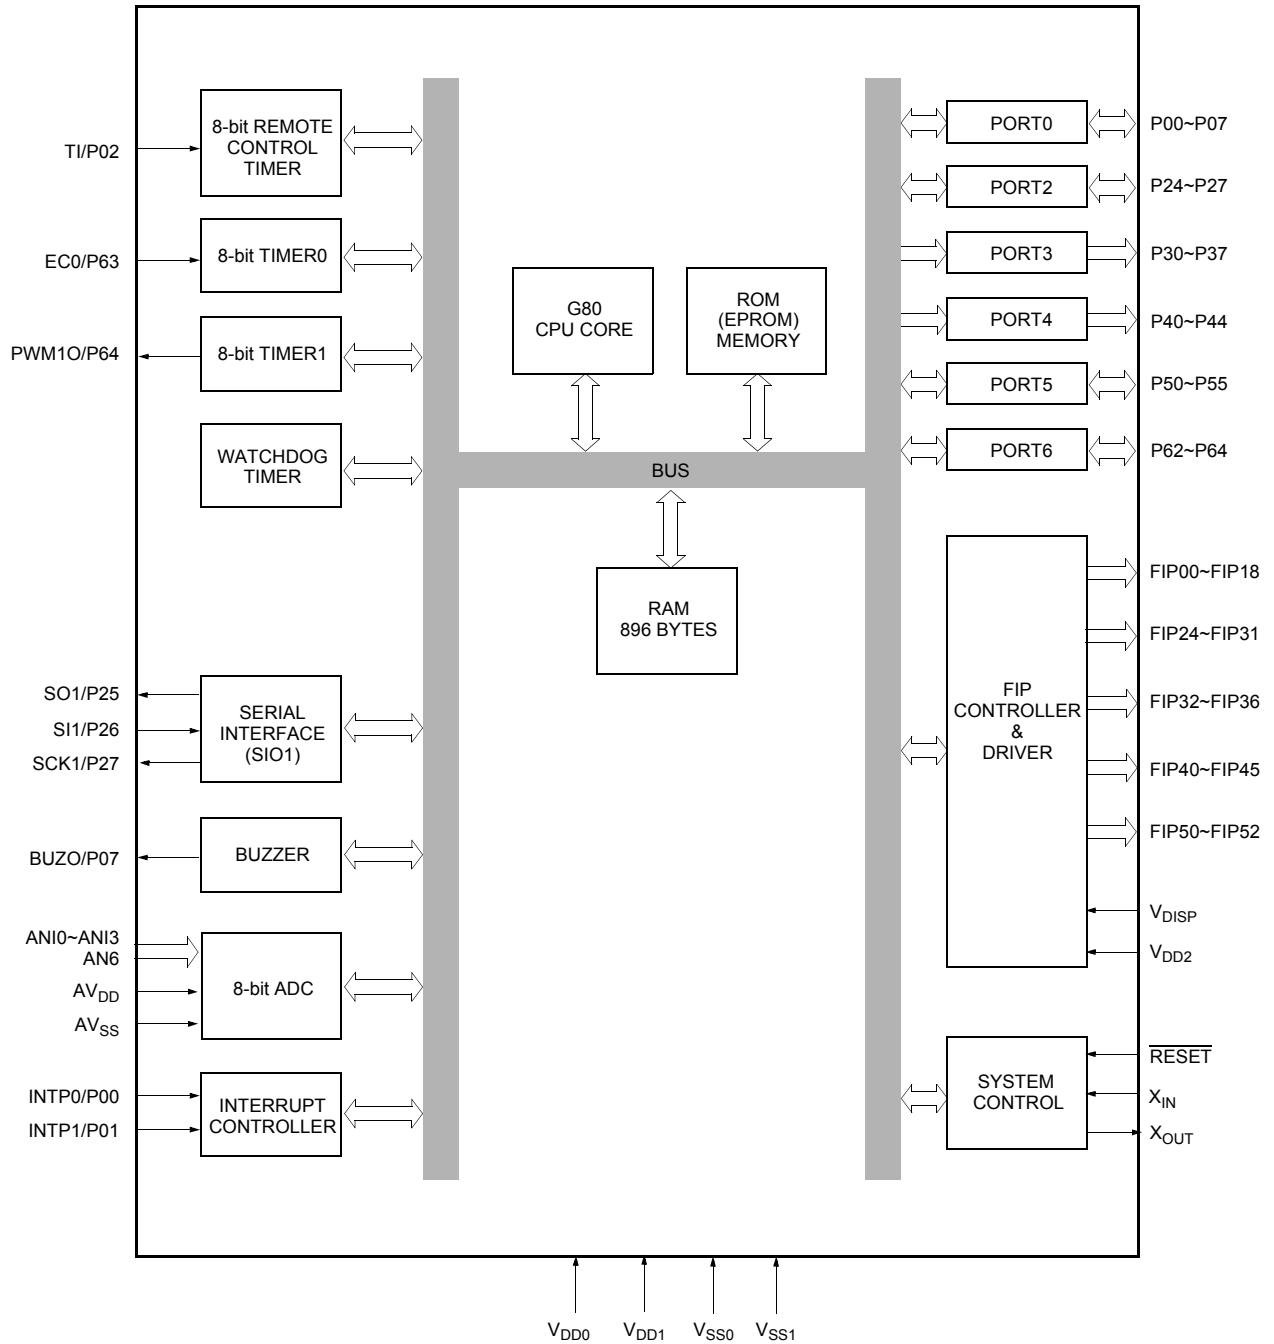 TI/P02
8-bit REMOTE
CONTROL
TIMER
EC0/P63
8-bit TIMER0
PWM1O/P64
8-bit TIMER1
WATCHDOG
TIMER
SO1/P25
SI1/P26
SCK1/P27
SERIAL
INTERFACE
(SIO1)
BUZO/P07
BUZZER
ANI0~ANI3
AN6
AVDD
AVSS
8-bit ADC
INTP0/P00
INTP1/P01
INTERRUPT
CONTROLLER
G80
CPU CORE
ROM
(EPROM)
MEMORY
BUS
RAM
896 BYTES
PORT0
P00~P07
PORT2
P24~P27
PORT3
P30~P37
PORT4
P40~P44
PORT5
P50~P55
PORT6
P62~P64
FIP
CONTROLLER
&
DRIVER
FIP00~FIP18
FIP24~FIP31
FIP32~FIP36
FIP40~FIP45
FIP50~FIP52
VDISP
VDD2
SYSTEM
CONTROL
RESET
XIN
XOUT
VDD0
VDD1
VSS0
VSS1